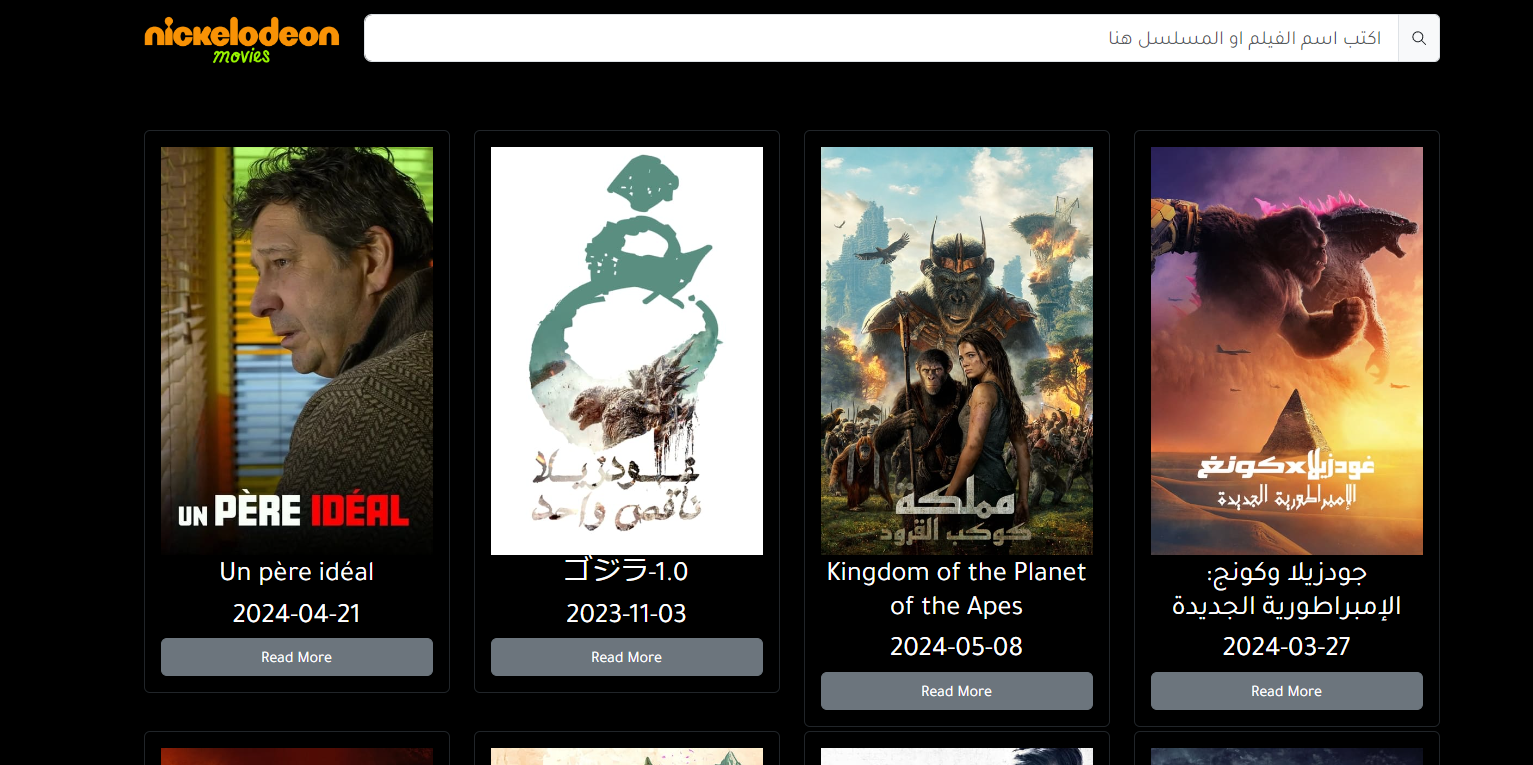 nickelodeon
movies
اكتب اسم الفيلم او المسلسل هنا
UN PÈRE IDÉAL
Un père idéal
2024-04-21
Read More
غودزيلا
ناقص واحد
ゴジラ-1.0
2023-11-03
Read More
مملكة
كوكب القرود
Kingdom of the Planet
of the Apes
2024-05-08
Read More
غودزيلاxكونغ
الإمبراطورية الجديدة
جودزيلا وكونج:
الإمبراطورية الجديدة
2024-03-27
Read More